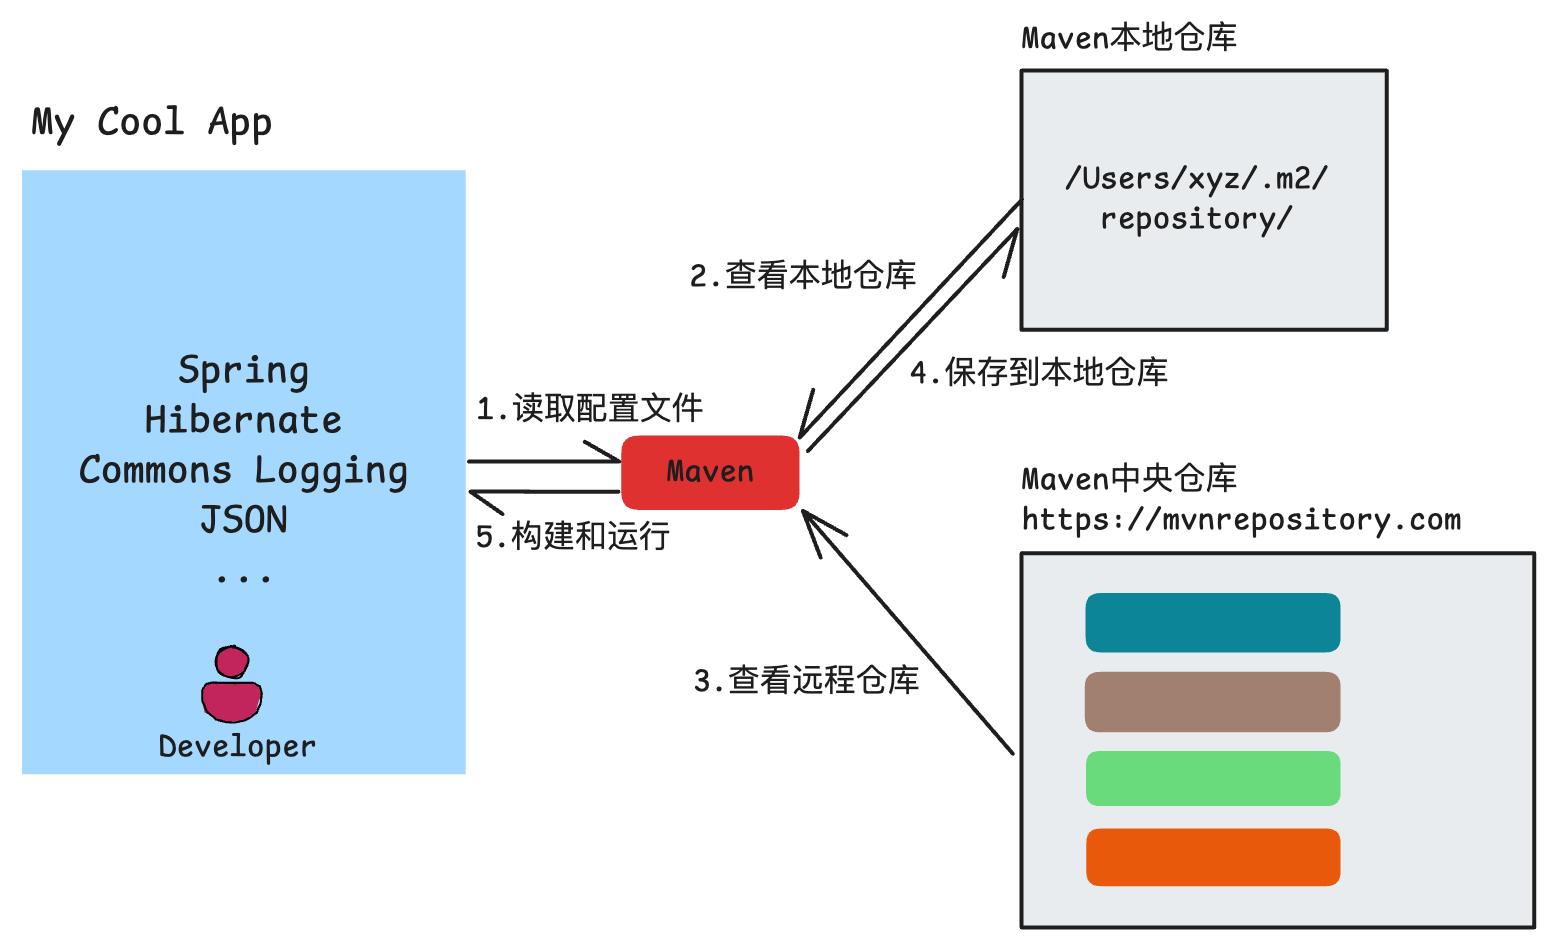 My Cool App
Spring
Hibernate
Commons Logging
JSON
...
Developer
1.读取配置文件
5.构建和运行
Maven
2.查看本地仓库
4.保存到本地仓库
3.查看远程仓库
Maven本地仓库
/Users/xyz/.m2/
repository/
Maven中央仓库
https://mvnrepository.com